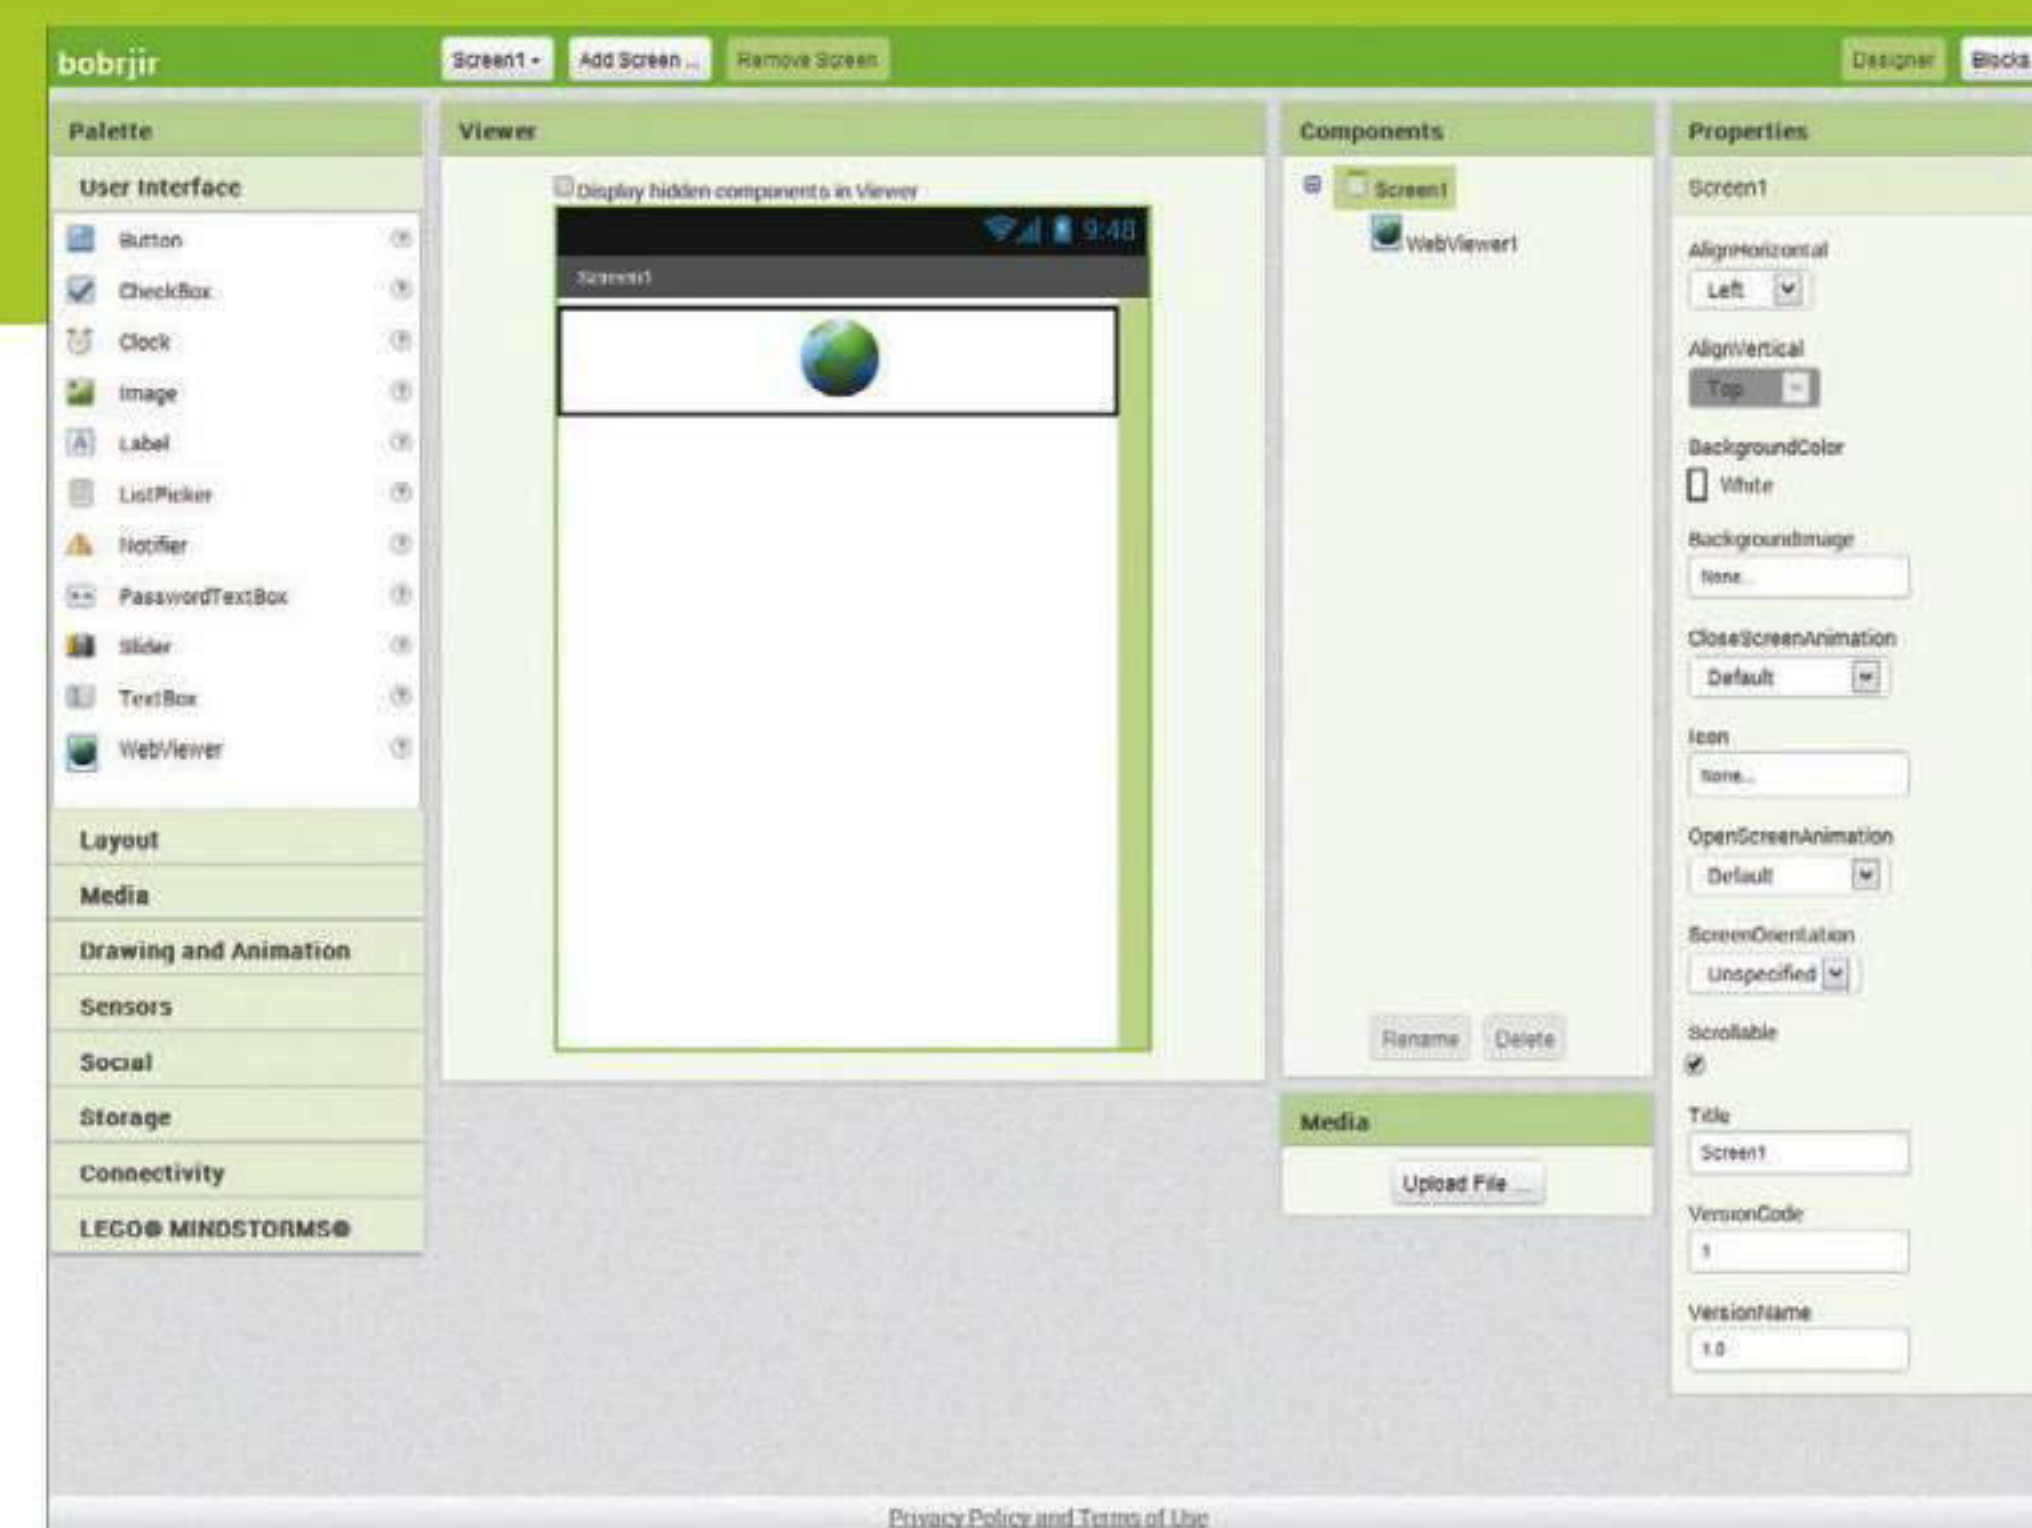 bobrjir
Screen1
Add Screen ...
Remove Screen
Designer
Blocks
Palette
User Interface
Button
CheckBox
Clock
Image
Label
ListPicker
Notifier
PasswordTextBox
Slider
TextBox
WebViewer
Layout
Media
Drawing and Animation
Sensors
Social
Storage
Connectivity
LEGO® MINDSTORMS®
Viewer
Display hidden components in Viewer
9:48
Screen1
Components
Screen1
WebViewer1
Rename
Delete
Media
Upload File ...
Properties
Screen1
AlignHorizontal
Left
AlignVertical
Top
BackgroundColor
White
BackgroundImage
None...
CloseScreenAnimation
Default
Icon
None...
OpenScreenAnimation
Default
ScreenOrientation
Unspecified
Scrollable
Title
Screen1
VersionCode
1
VersionName
1.0
Privacy Policy and Terms of Use